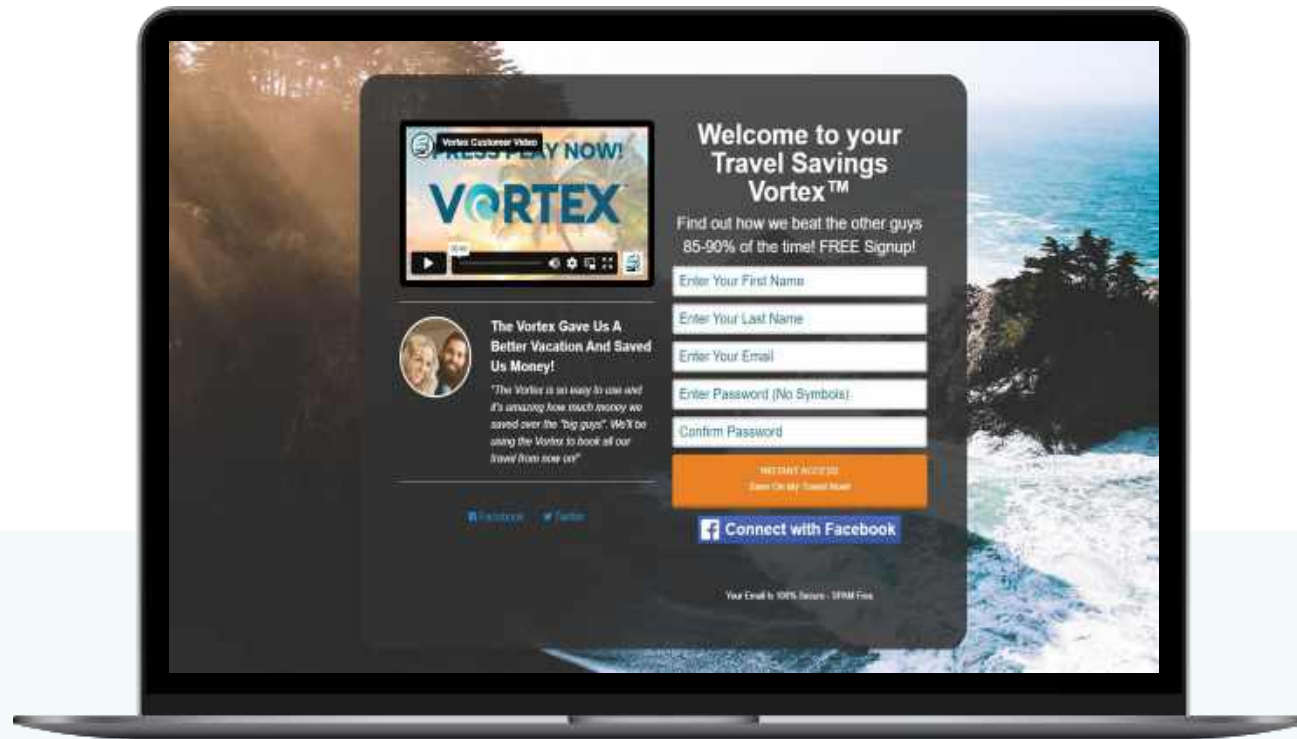 Vortex Customer Video
PRESS PLAY NOW!
VORTEX
The Vortex Gave Us A
Better Vacation And Saved
Us Money!
"The Vortex is so easy to use and
it's amazing how much money we
saved over the "big guys". We'll be
using the Vortex to book all our
travel from now on!"
Facebook Twitter
Welcome to your
Travel Savings
Vortex™
Find out how we beat the other guys
85-90% of the time! FREE Signup!
Enter Your First Name
Enter Your Last Name
Enter Your Email
Enter Password (No Symbols)
Confirm Password
INSTANT ACCESS
Save On My Travel Now!
Connect with Facebook
Your Email Is 100% Secure - SPAM Free